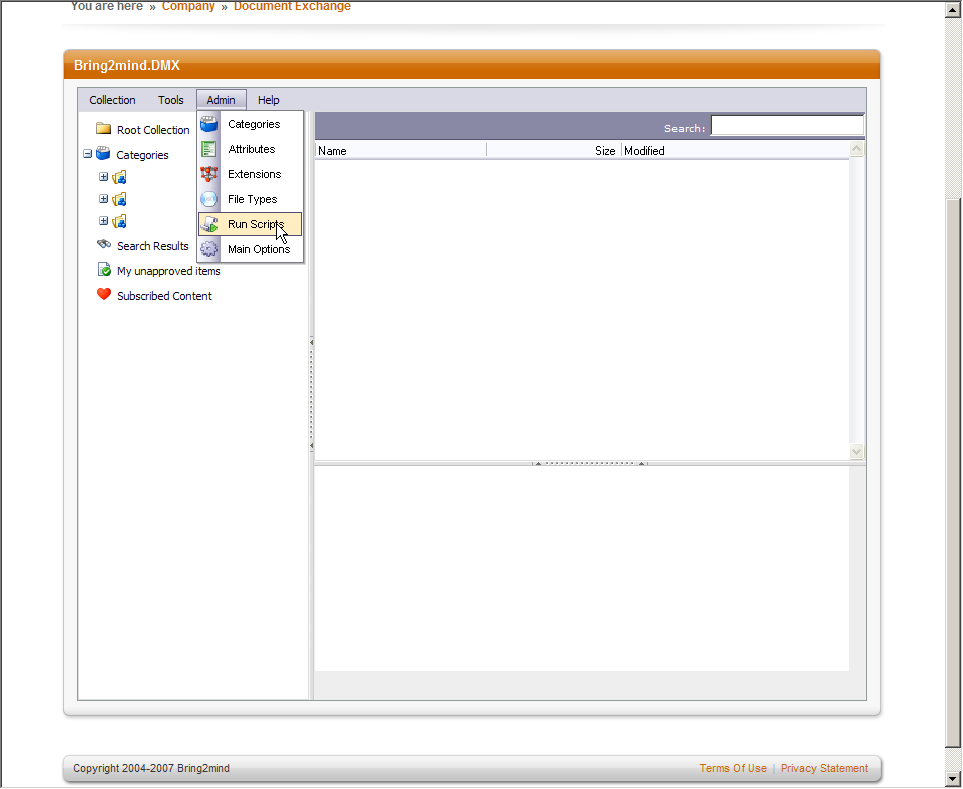 You are here » Company » Document Exchange
Bring2mind.DMX
Collection Tools Admin Help
Root Collection
Categories
Search Results
My unapproved items
Subscribed Content
Categories
Attributes
Extensions
File Types
Run Scripts
Main Options
Search:
Name Size Modified
Copyright 2004-2007 Bring2mind
Terms Of Use | Privacy Statement